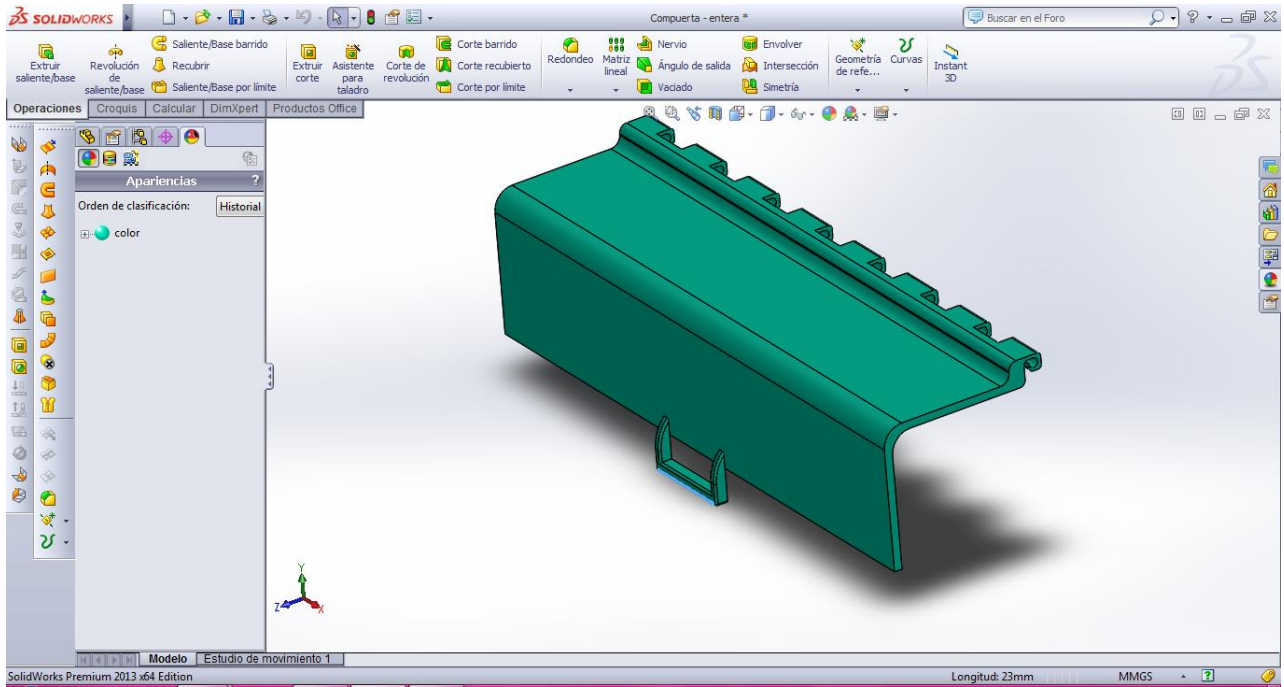 SOLIDWORKS
Compuerta - entera *
Buscar en el Foro
Extruir saliente/base
Revolución de saliente/base
Saliente/Base barrido
Recubrir
Saliente/Base por límite
Extruir corte
Asistente para taladro
Corte de revolución
Corte barrido
Corte recubierto
Corte por límite
Redondeo
Matriz lineal
Nervio
Ángulo de salida
Vaciado
Envolver
Intersección
Simetría
Geometría de refe...
Curvas
Instant 3D
Operaciones
Croquis
Calcular
DimXpert
Productos Office
Apariencias
?
Orden de clasificación:
Historial
color
Y
Z
X
Modelo
Estudio de movimiento 1
SolidWorks Premium 2013 x64 Edition
Longitud: 23mm
MMGS